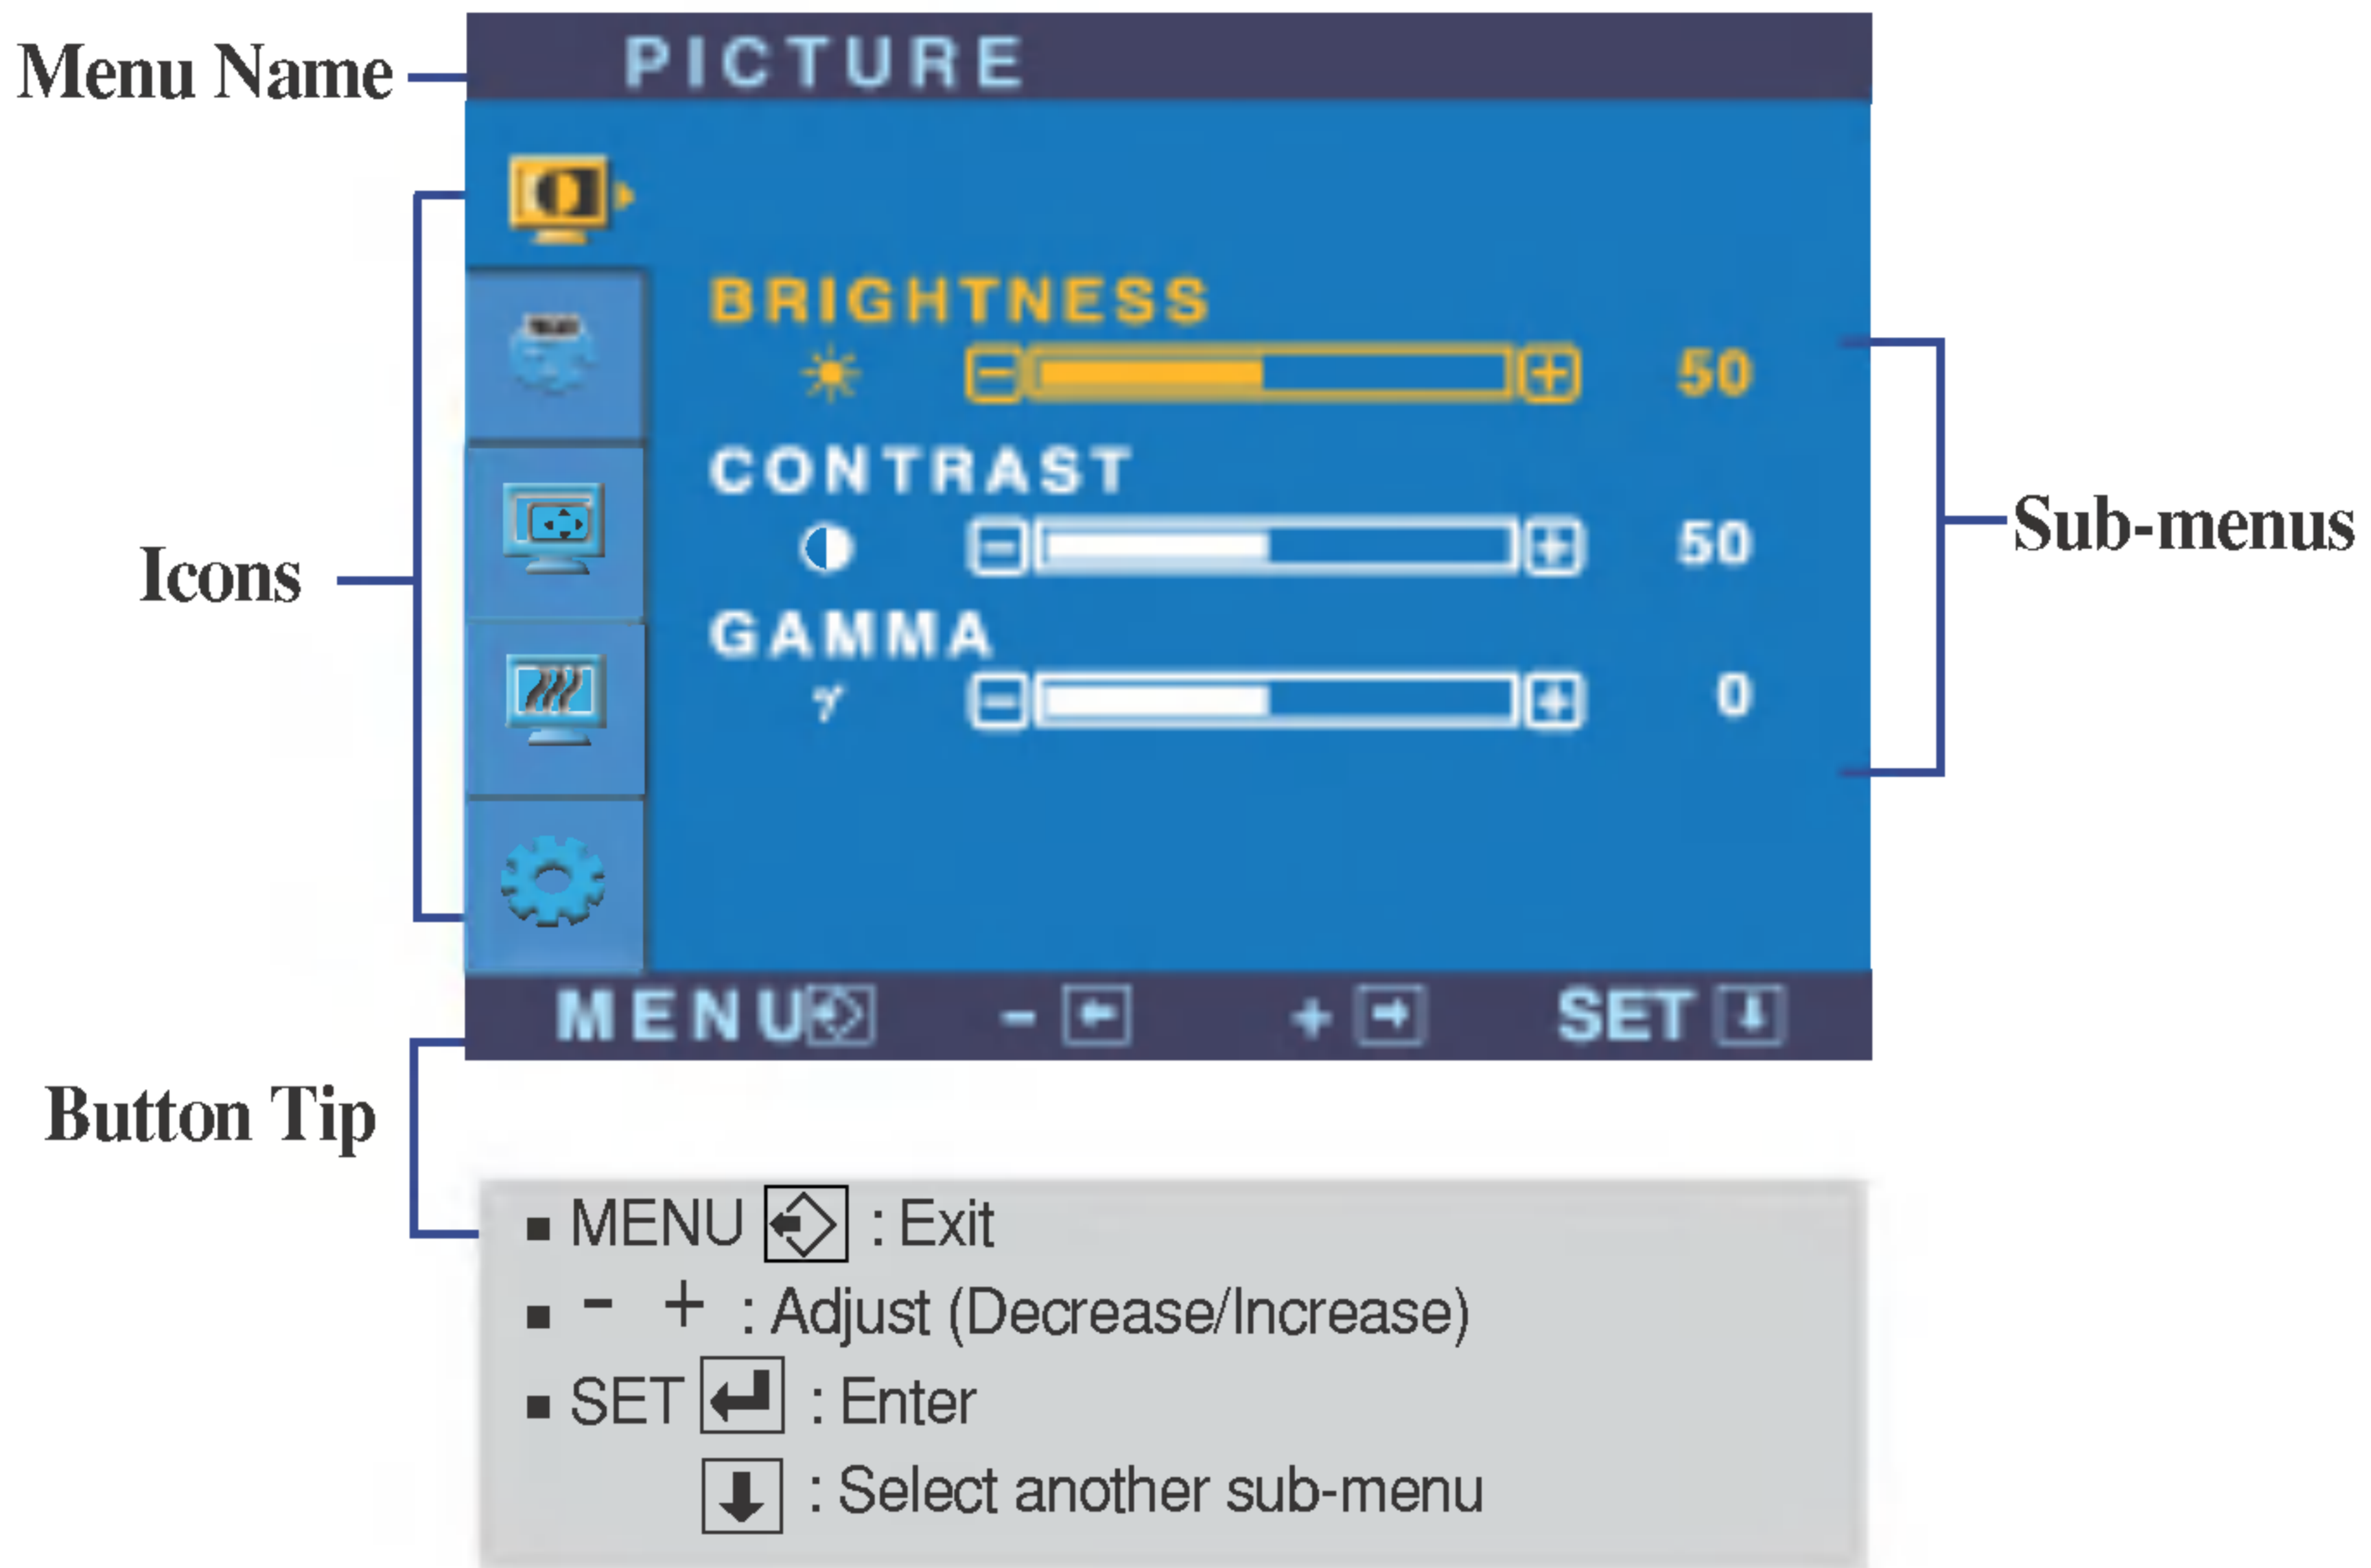 Menu Name
PICTURE
BRIGHTNESS
50
CONTRAST
50
GAMMA
γ 0
Icons
Sub-menus
MENU - + SET
Button Tip
■ MENU : Exit
■ - + : Adjust (Decrease/Increase)
■ SET : Enter
: Select another sub-menu